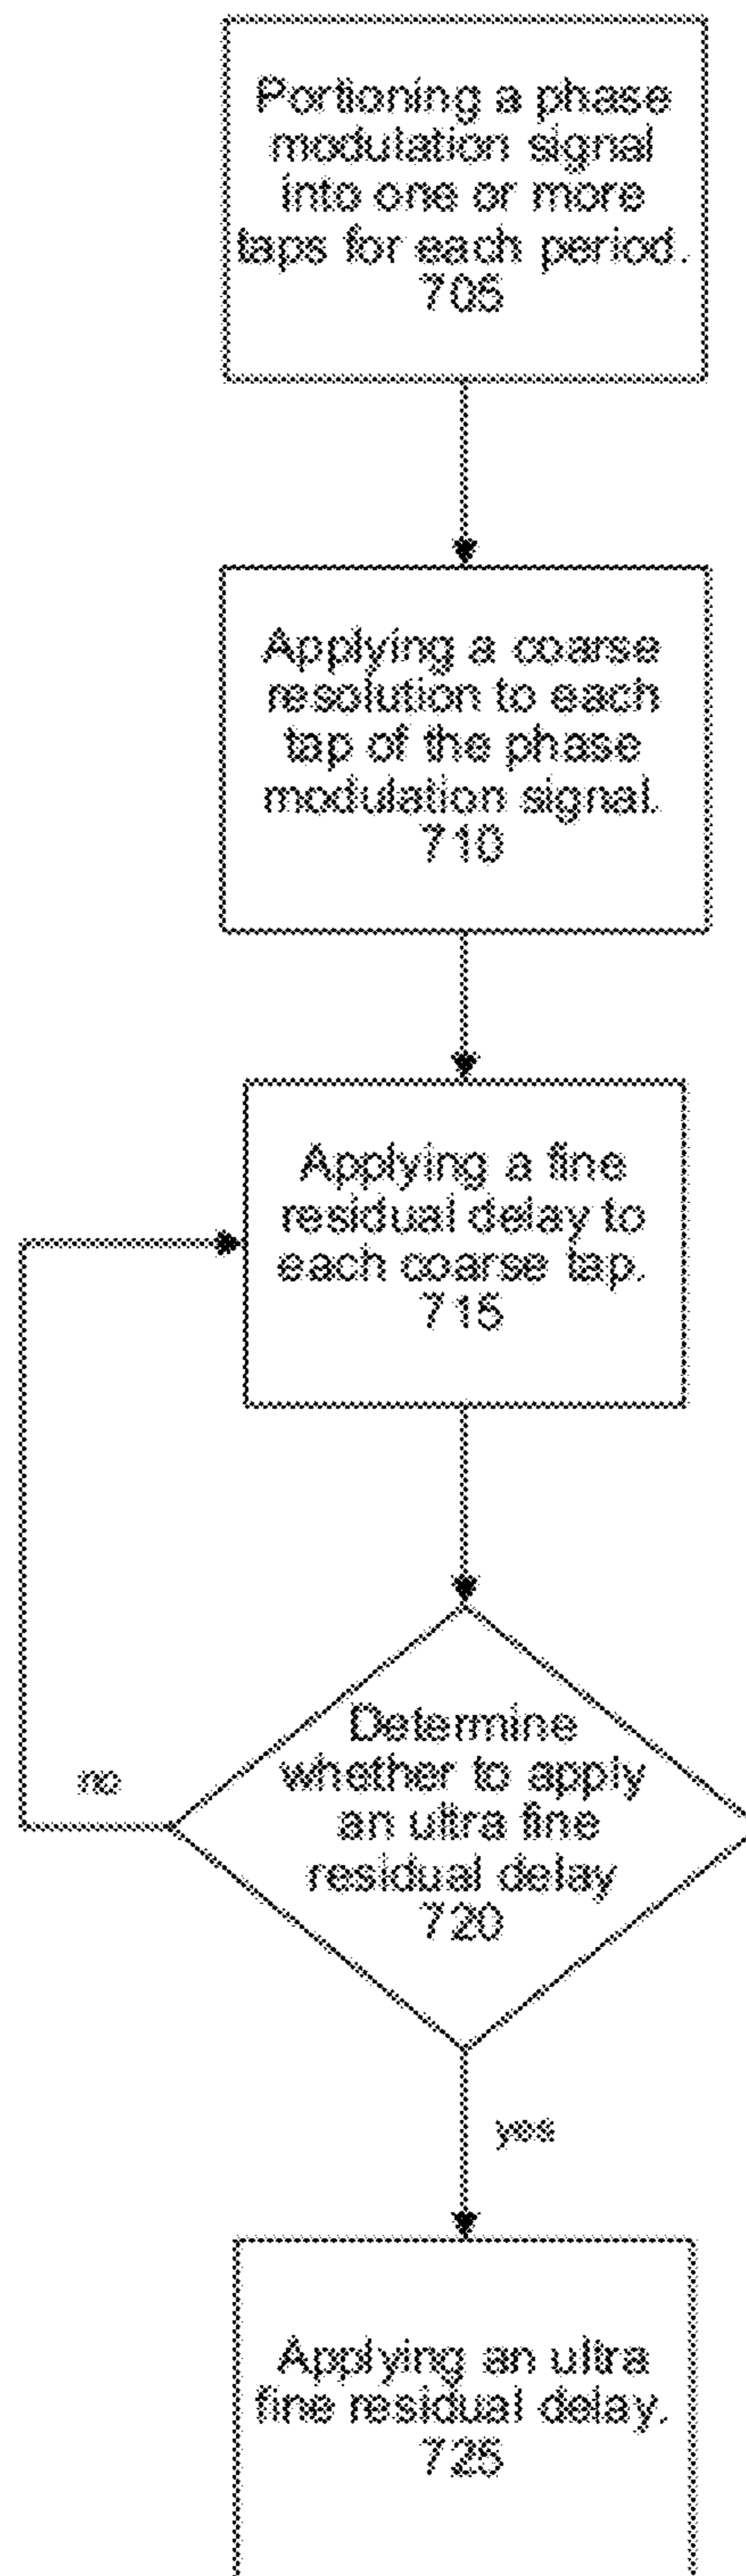 Portioning a phase
modulation signal
into one or more
taps for each period.
705
Applying a coarse
resolution to each
tap of the phase
modulation signal.
710
Applying a fine
residual delay to
each coarse tap.
715
Determine
whether to apply
an ultra fine
residual delay
720
no
yes
Applying an ultra
fine residual delay.
725